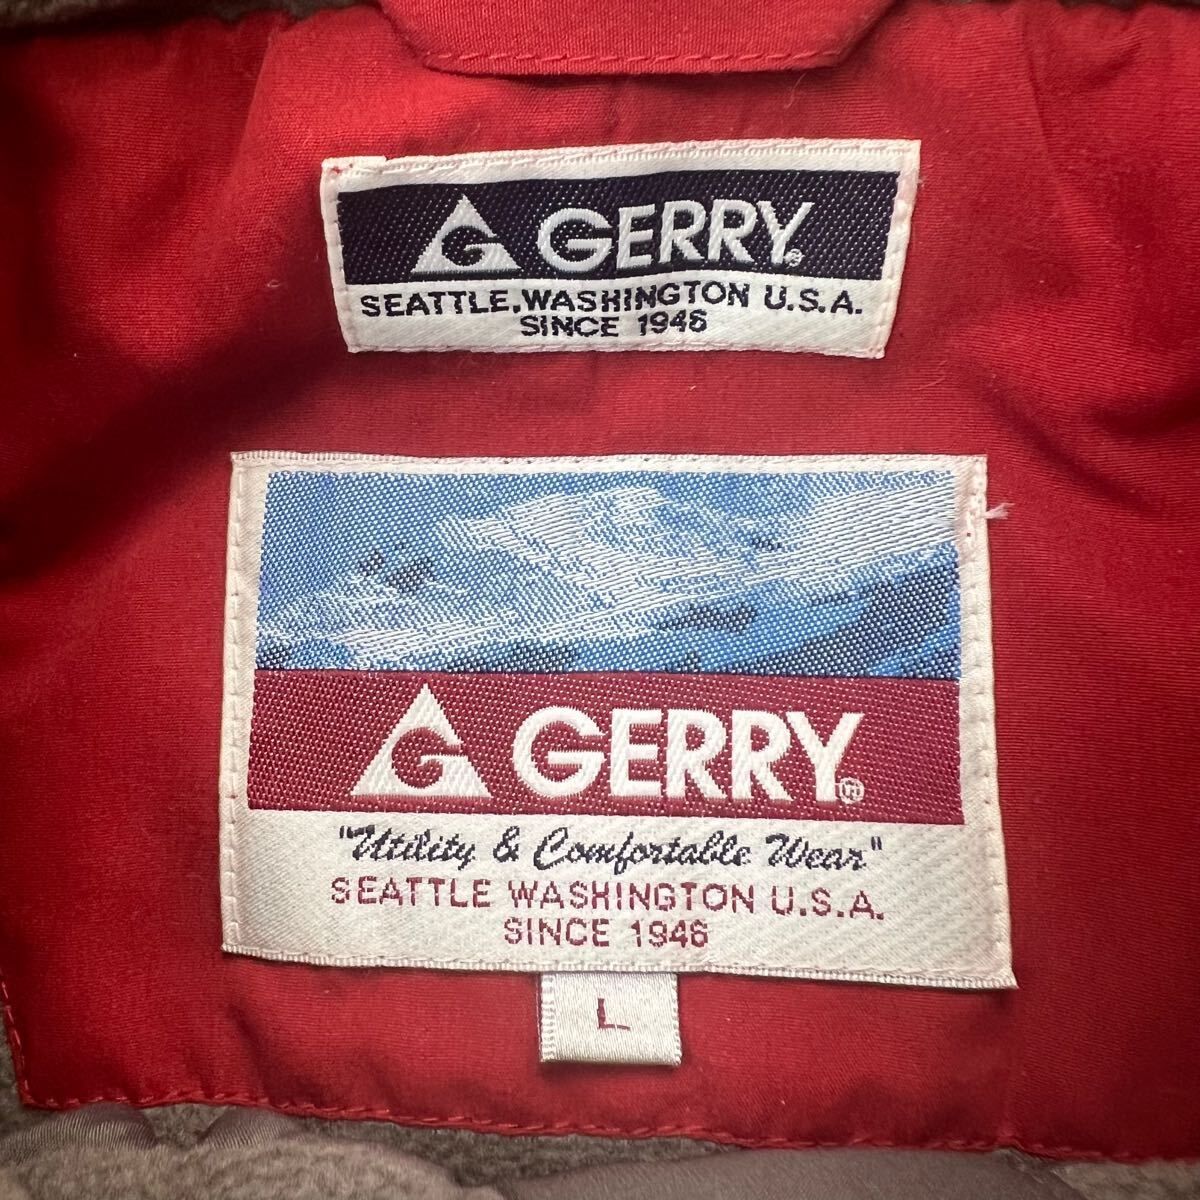 G GERRY®
SEATTLE, WASHINGTON U.S.A.
SINCE 1946
G GERRY®
"Utility & Comfortable Wear"
SEATTLE WASHINGTON U.S.A.
SINCE 1946
L